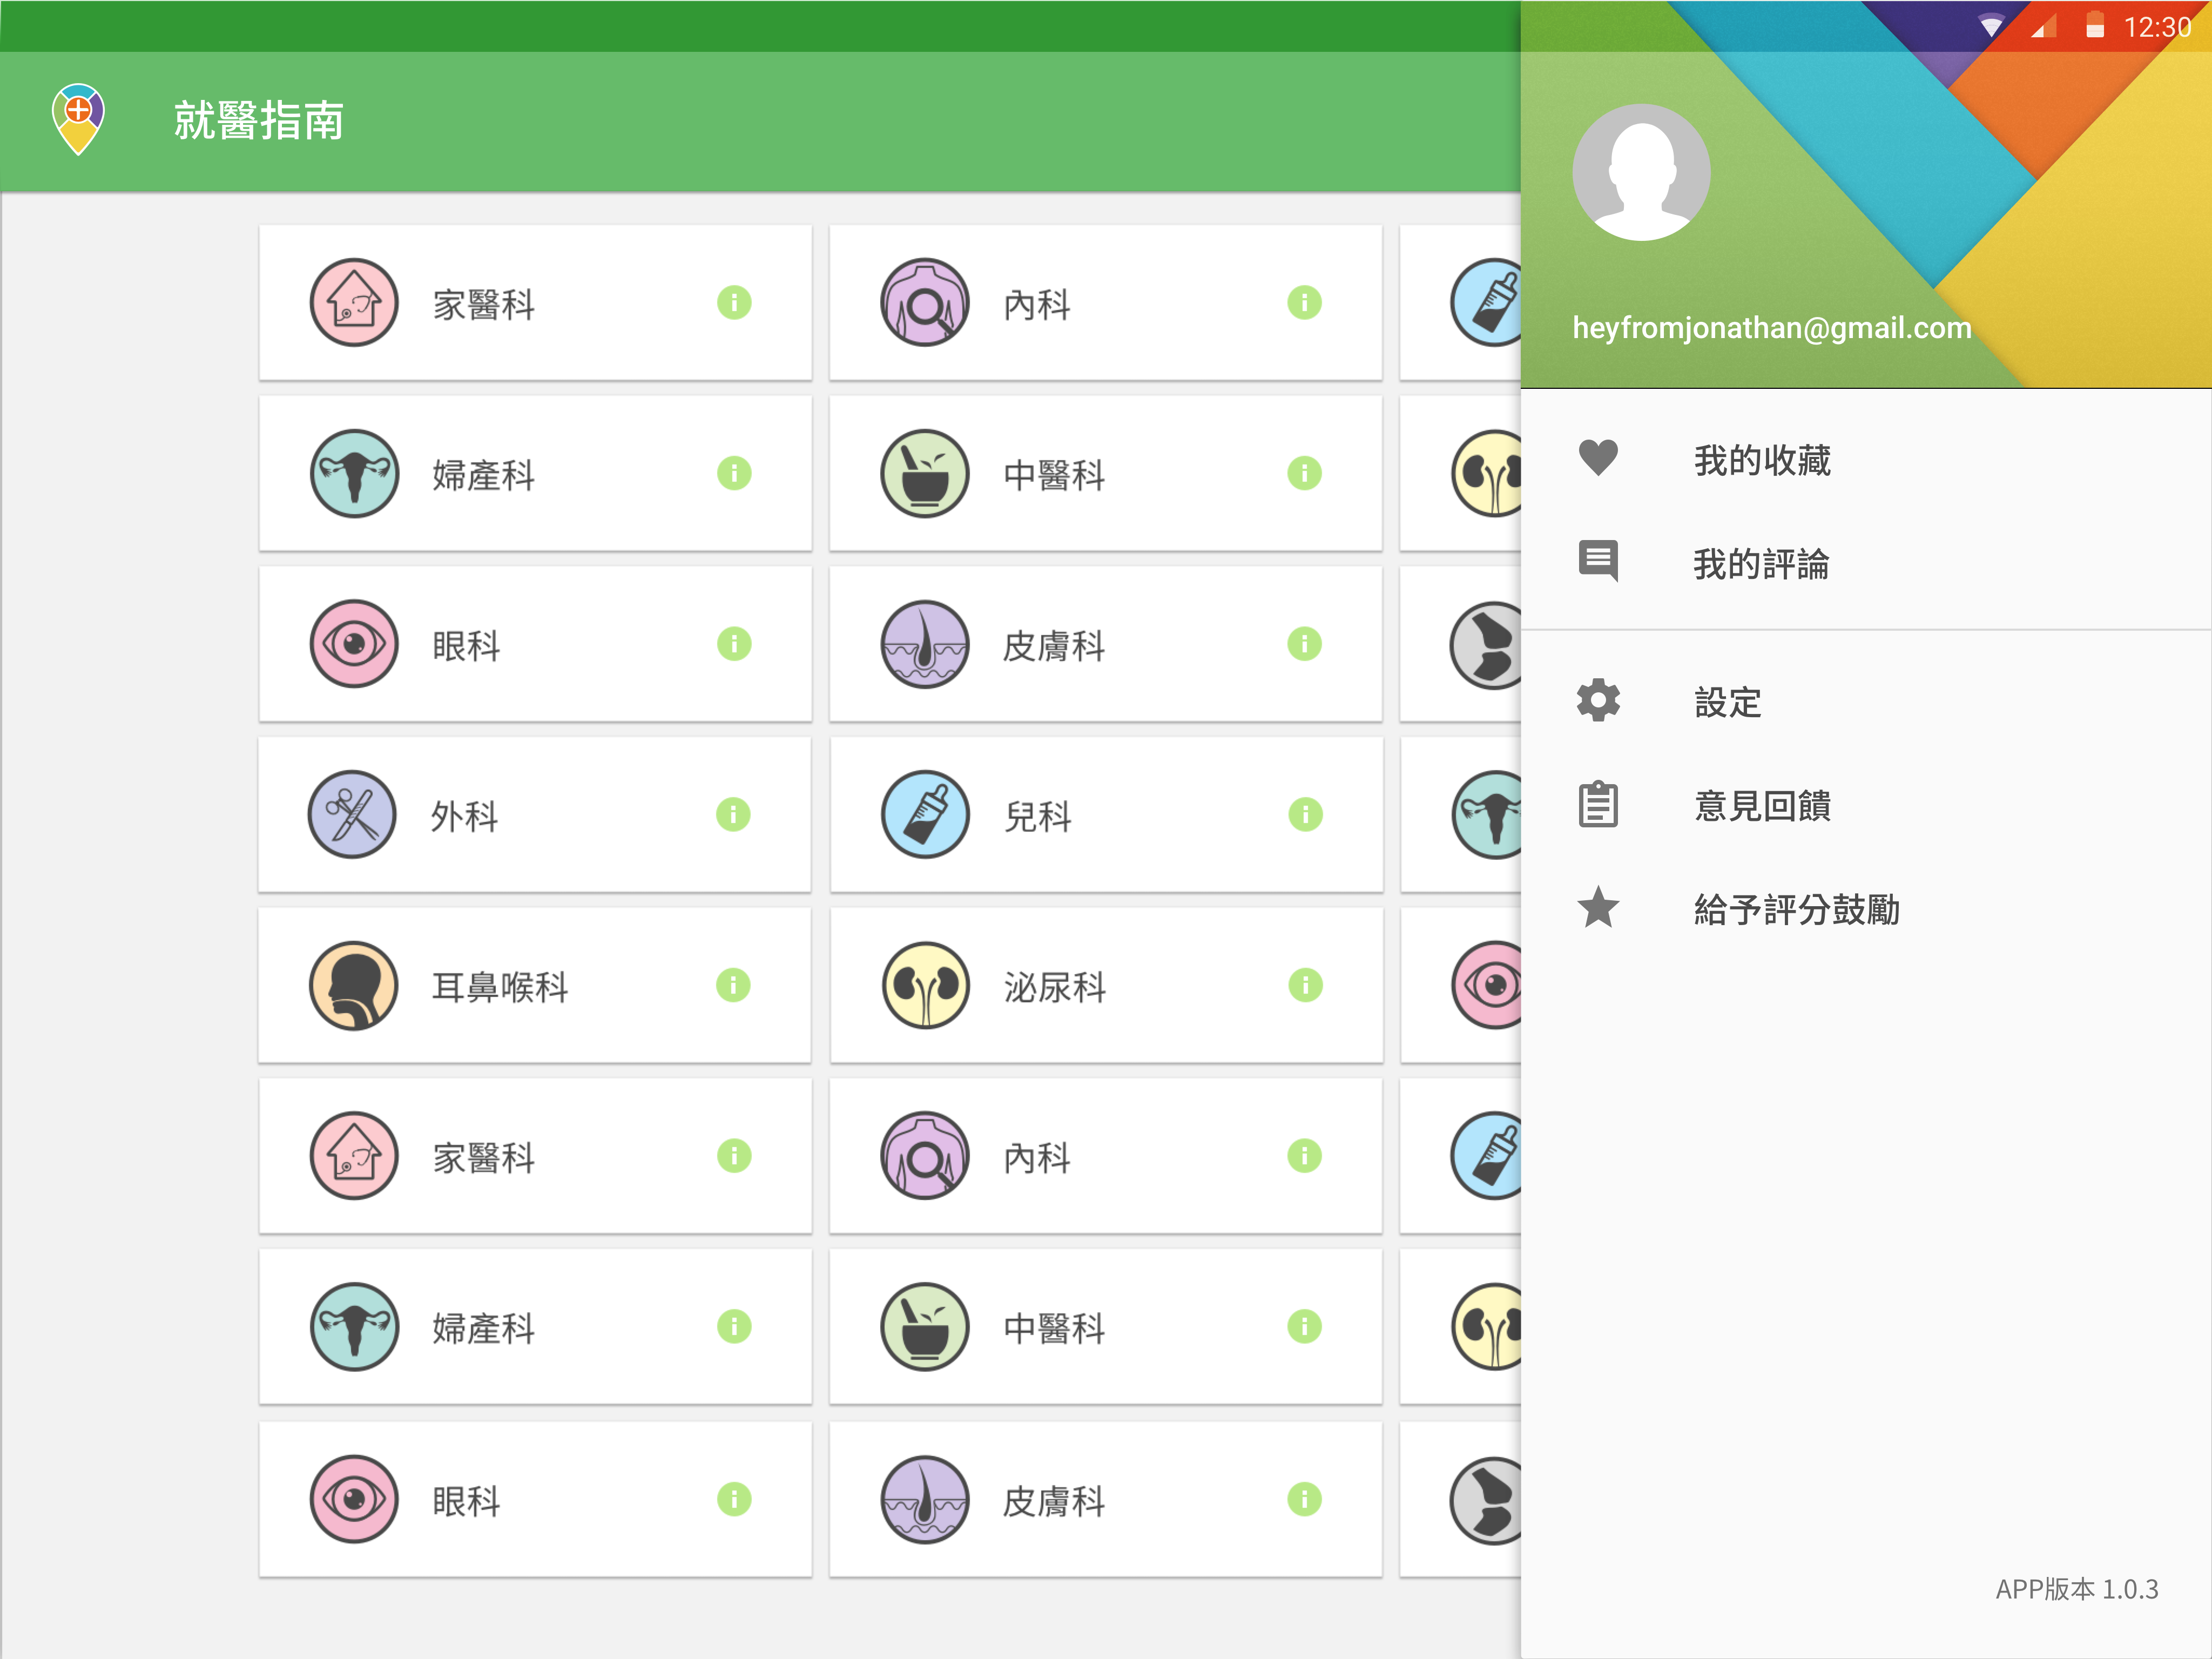 就醫指南
家醫科
內科
婦產科
中醫科
眼科
皮膚科
外科
兒科
耳鼻喉科
泌尿科
家醫科
內科
婦產科
中醫科
眼科
皮膚科
12:30
heyfromjonathan@gmail.com
我的收藏
我的評論
設定
意見回饋
給予評分鼓勵
APP版本 1.0.3